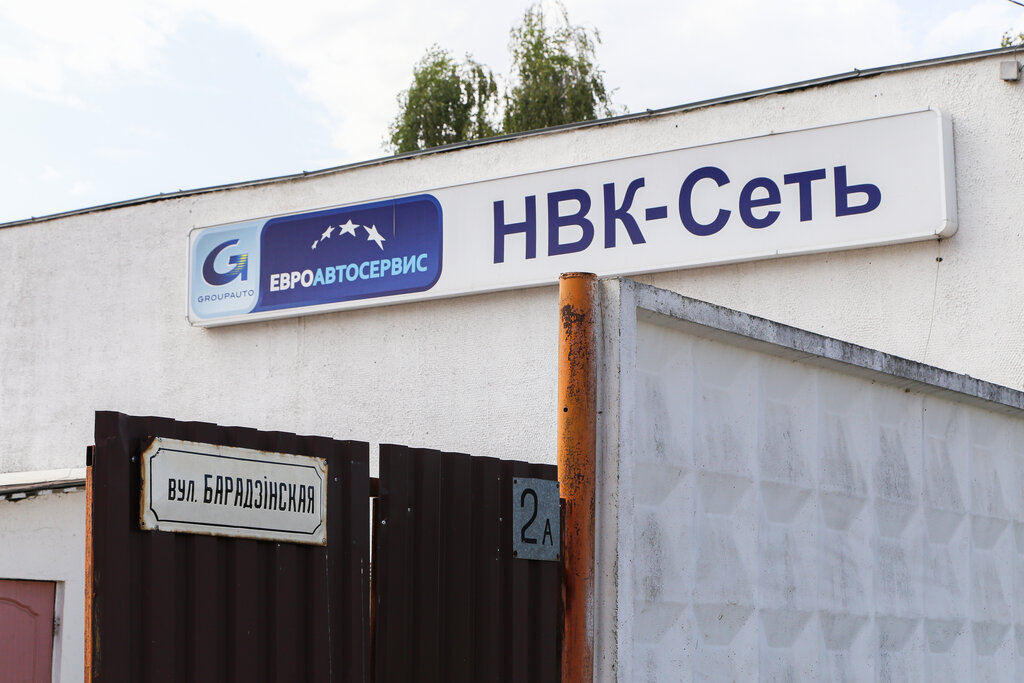 НВК-Сеть
ЕВРОАВТОСЕРВИС
GROUPAUTO
вул. БАРАДЗІНСКАЯ
2А